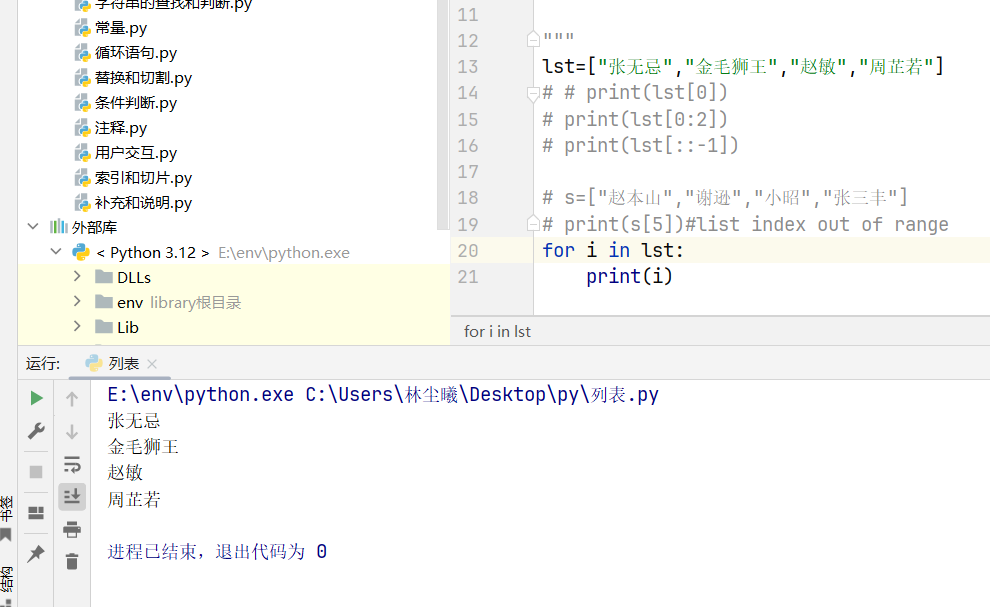 字符串的查找和判断.py
常量.py
循环语句.py
替换和切割.py
条件判断.py
注释.py
用户交互.py
索引和切片.py
补充和说明.py
外部库
< Python 3.12 > E:\env\python.exe
DLLs
env library根目录
Lib
11
12 """
13 lst=["张无忌","金毛狮王","赵敏","周芷若"]
14 # # print(lst[0])
15 # print(lst[0:2])
16 # print(lst[::-1])
17
18 # s=["赵本山","谢逊","小昭","张三丰"]
19 # print(s[5])#list index out of range
20 for i in lst:
21     print(i)
for i in lst
运行: 列表
E:\env\python.exe C:\Users\林尘曦\Desktop\py\列表.py
张无忌
金毛狮王
赵敏
周芷若
进程已结束，退出代码为 0
书签
结构